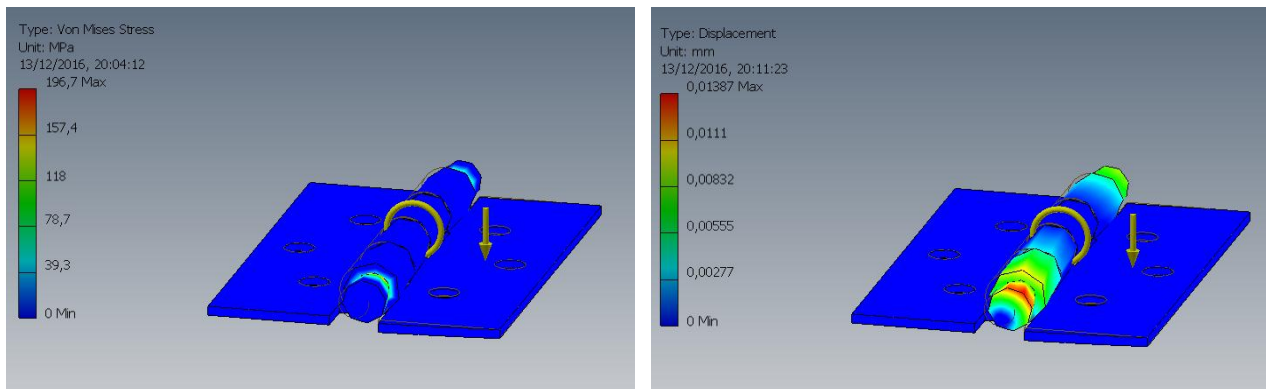 Type: Von Mises Stress
Unit: MPa
13/12/2016, 20:04:12
196,7 Max
157,4
118
78,7
39,3
0 Min
Type: Displacement
Unit: mm
13/12/2016, 20:11:23
0,01387 Max
0,0111
0,00832
0,00555
0,00277
0 Min